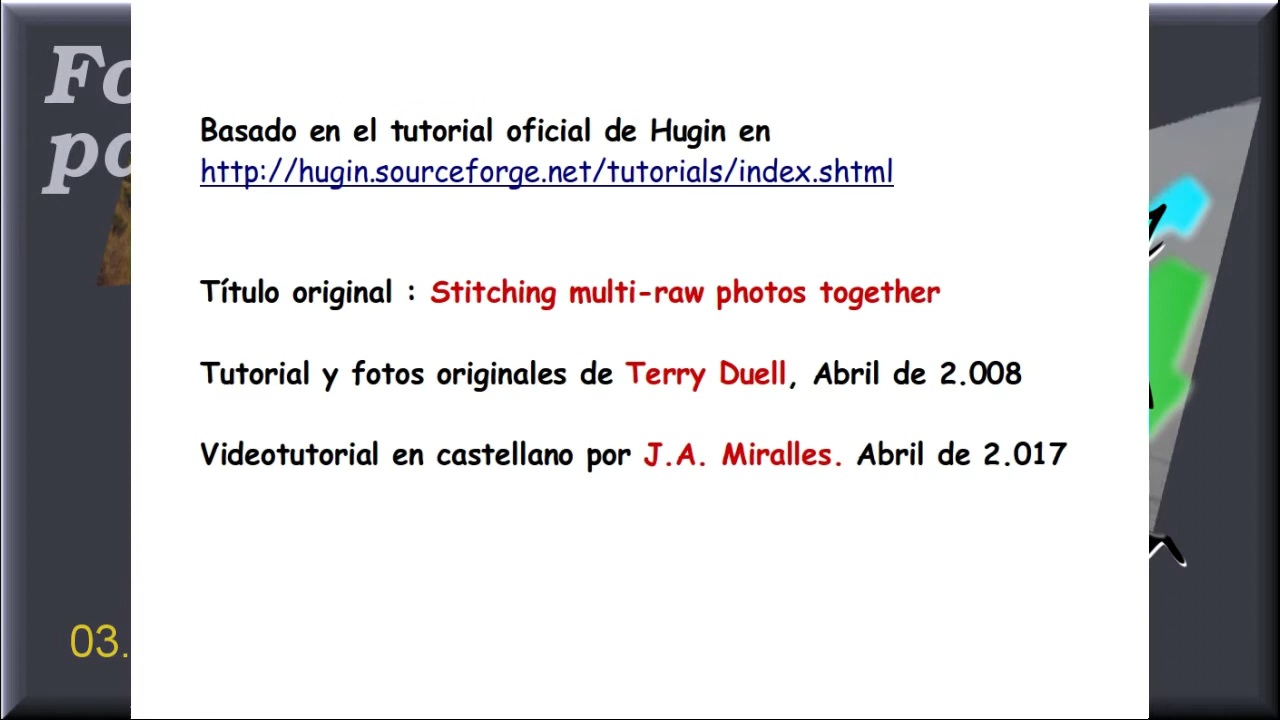 Basado en el tutorial oficial de Hugin en
http://hugin.sourceforge.net/tutorials/index.shtml
Título original : Stitching multi-raw photos together
Tutorial y fotos originales de Terry Duell, Abril de 2.008
Videotutorial en castellano por J.A. Miralles. Abril de 2.017
03.